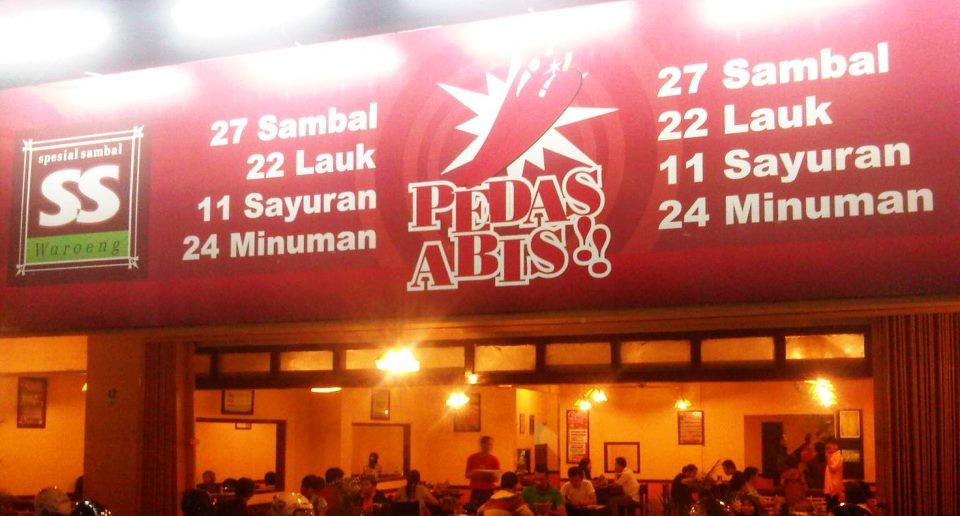 spesial sambal
SS
Waroeng
27 Sambal
22 Lauk
11 Sayuran
24 Minuman
PEDAS
ABIS!!
27 Sambal
22 Lauk
11 Sayuran
24 Minuman